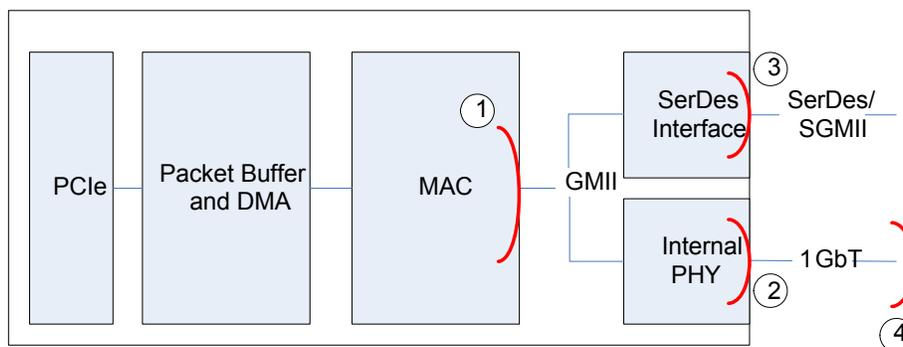 3
SerDes
Interface
SerDes/
SGMII
1
PCIe
Packet Buffer
and DMA
MAC
GMII
Internal
PHY
1GbT
2
4